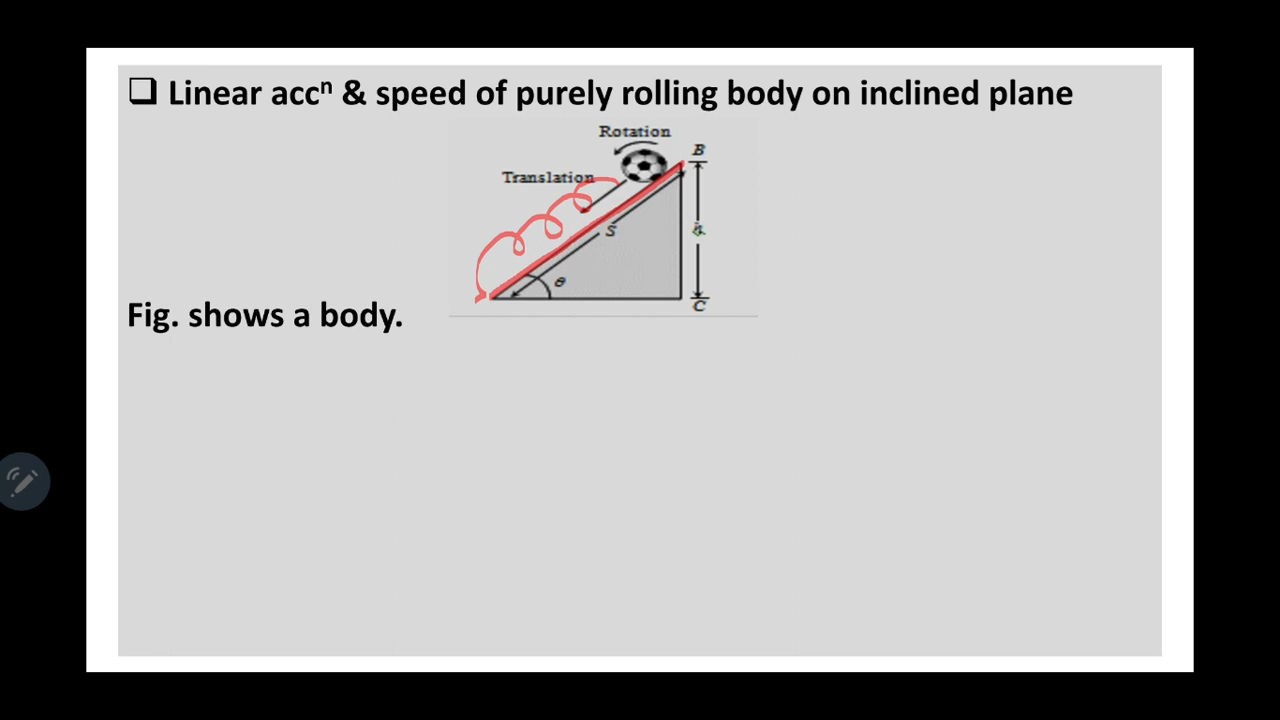 ❑ Linear accⁿ & speed of purely rolling body on inclined plane
Rotation
B
Translation
S
h
θ
C
Fig. shows a body.